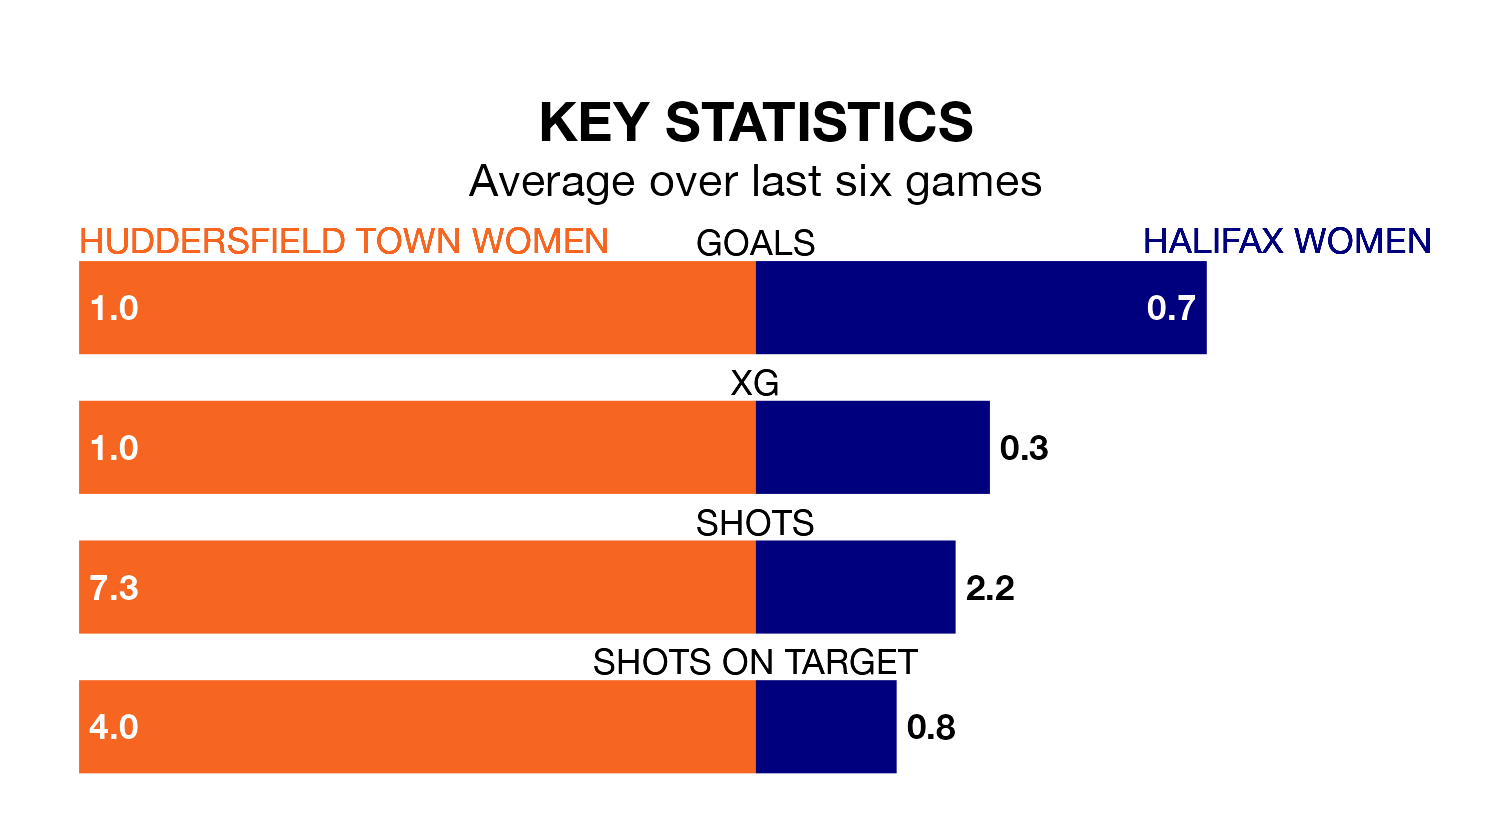 KEY STATISTICS
Average over last six games
HUDDERSFIELD TOWN WOMEN GOALS HALIFAX WOMEN
1.0 0.7
XG
1.0 0.3
SHOTS
7.3 2.2
SHOTS ON TARGET
4.0 0.8